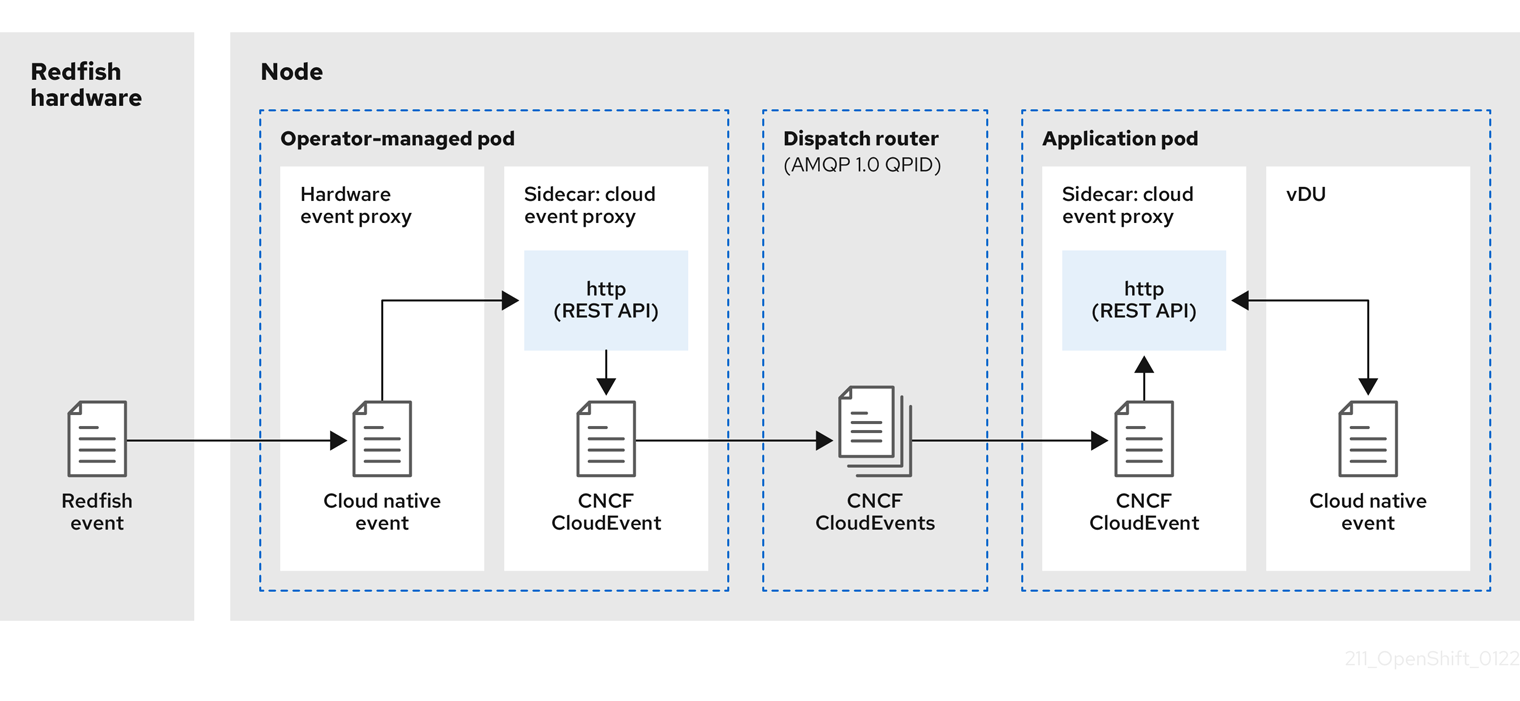 Redfish
hardware
Node
Operator-managed pod
Dispatch router
(AMQP 1.0 QPID)
Application pod
Hardware
event proxy
Sidecar: cloud
event proxy
Sidecar: cloud
event proxy
vDU
http
(REST API)
http
(REST API)
Redfish
event
Cloud native
event
CNCF
CloudEvent
CNCF
CloudEvents
CNCF
CloudEvent
Cloud native
event
211_OpenShift_0122